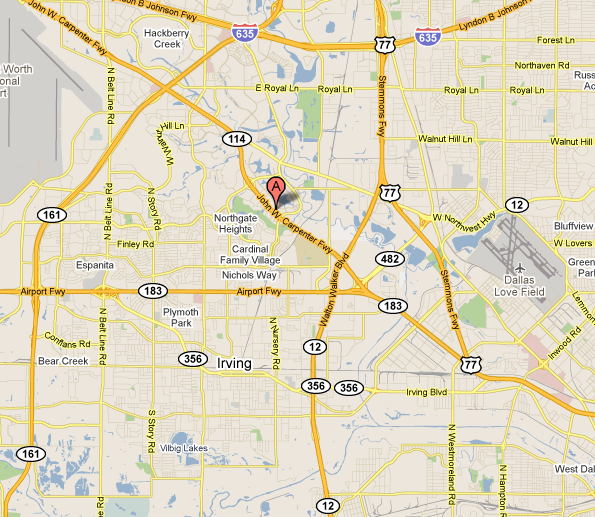 B Johnson Fwy
Lyndon B Johnson Fwy
Hackberry
Creek
635
635
77
Forest Ln
John W. Carpenter Fwy
Worth
N Belt Line Rd
Northaven Rad
E Royal Ln
Royal Ln
Royal Ln
Royal Ln
Stemmons Fwy
Hill Ln
W. Walnut
114
Walnut Hill Ln
Walnut Hill Ln
A
77
12
161
N Belt Line Rd
N Story Rd
John W. Carpenter Fwy
Northgate
Heights
W Northwest Hwy
Bluffview
Finley Rd
Cardinal
Family Village
W Lovers
Espanita
Nichols Way
482
Walton Walker Blvd
Stemmons Fwy
Dallas
Love Field
Green
Park
Airport Fwy
183
Airport Fwy
183
Lemmon
Plymoth
Park
Conflans Rd
N Belt Line Rd
N Nursery Rd
12
Inwood Rd
Bear Creek
356
Irving
77
356
356
Irving Blvd
S Story Rd
N Westmoreland Rd
161
Vilbig Lakes
N Hampton
West Dal
ne Rd
12